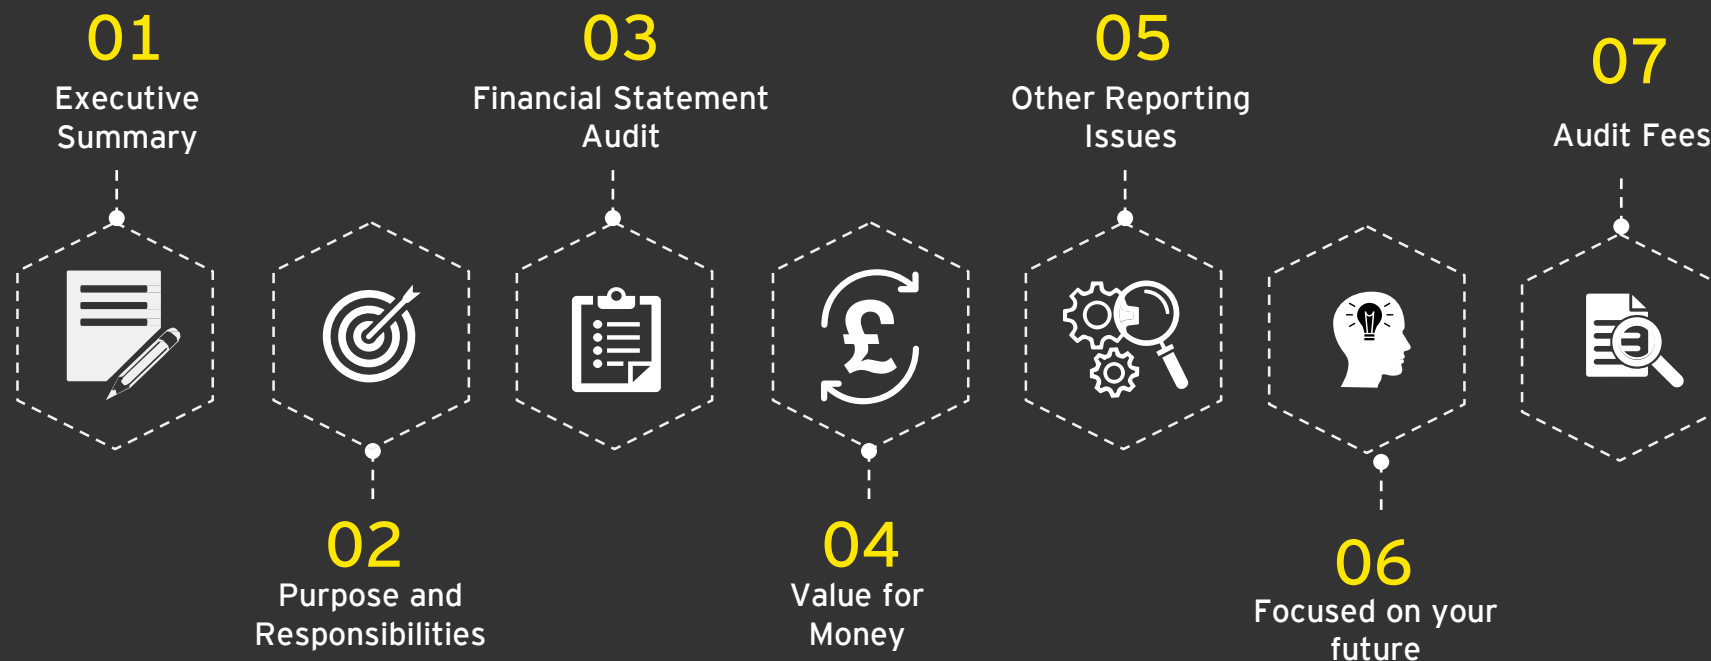 01
Executive
Summary
02
Purpose and
Responsibilities
03
Financial Statement
Audit
04
Value for
Money
05
Other Reporting
Issues
06
Focused on your
future
07
Audit Fees
£